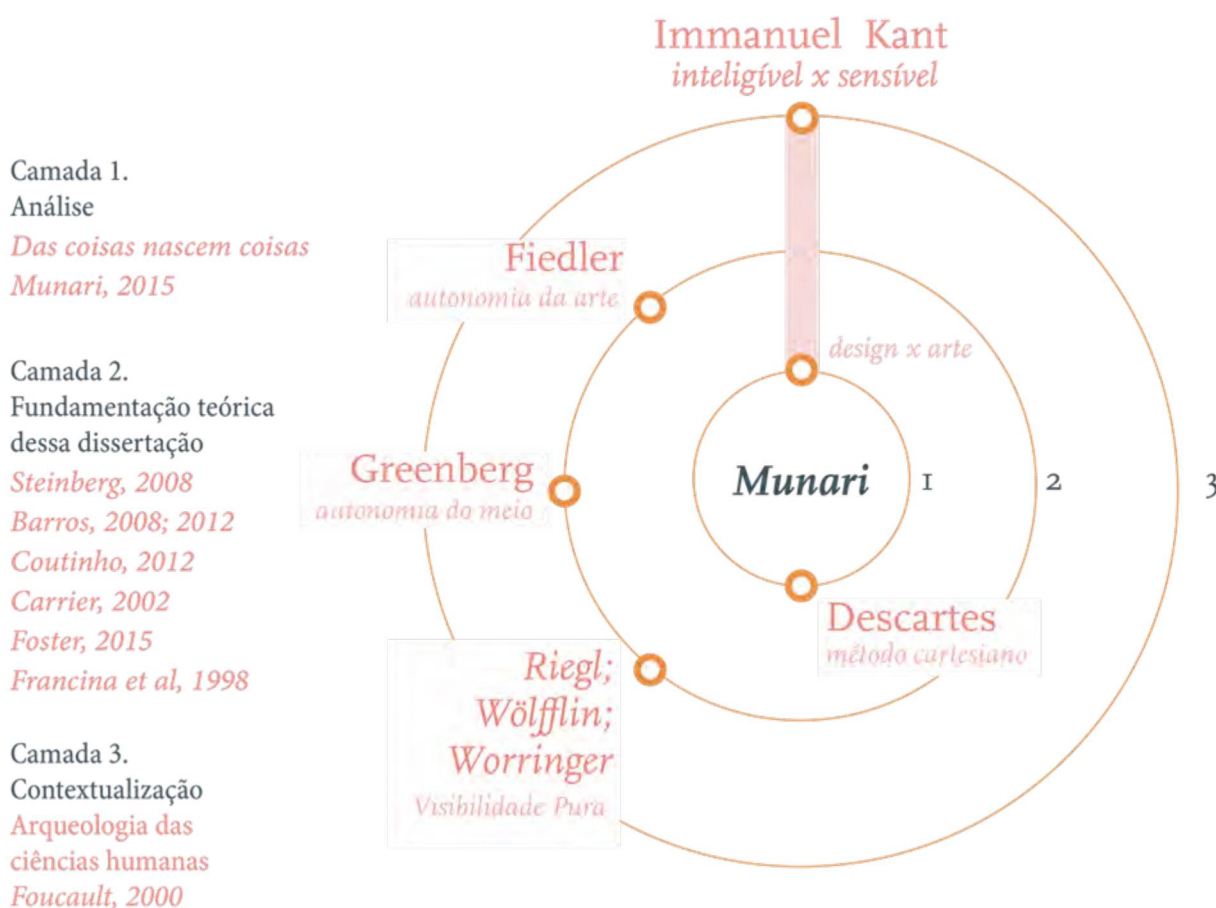 Immanuel Kant
inteligível x sensível
Camada 1.
Análise
Das coisas nascem coisas
Munari, 2015
Camada 2.
Fundamentação teórica
dessa dissertação
Steinberg, 2008
Barros, 2008; 2012
Coutinho, 2012
Carrier, 2002
Foster, 2015
Francina et al, 1998
Camada 3.
Contextualização
Arqueologia das
ciências humanas
Foucault, 2000
Fiedler
autonomia da arte
design x arte
Greenberg
autonomia do meio
Munari
1
2
3
Descartes
método cartesiano
Riegl;
Wölfflin;
Worringer
Visibilidade Pura